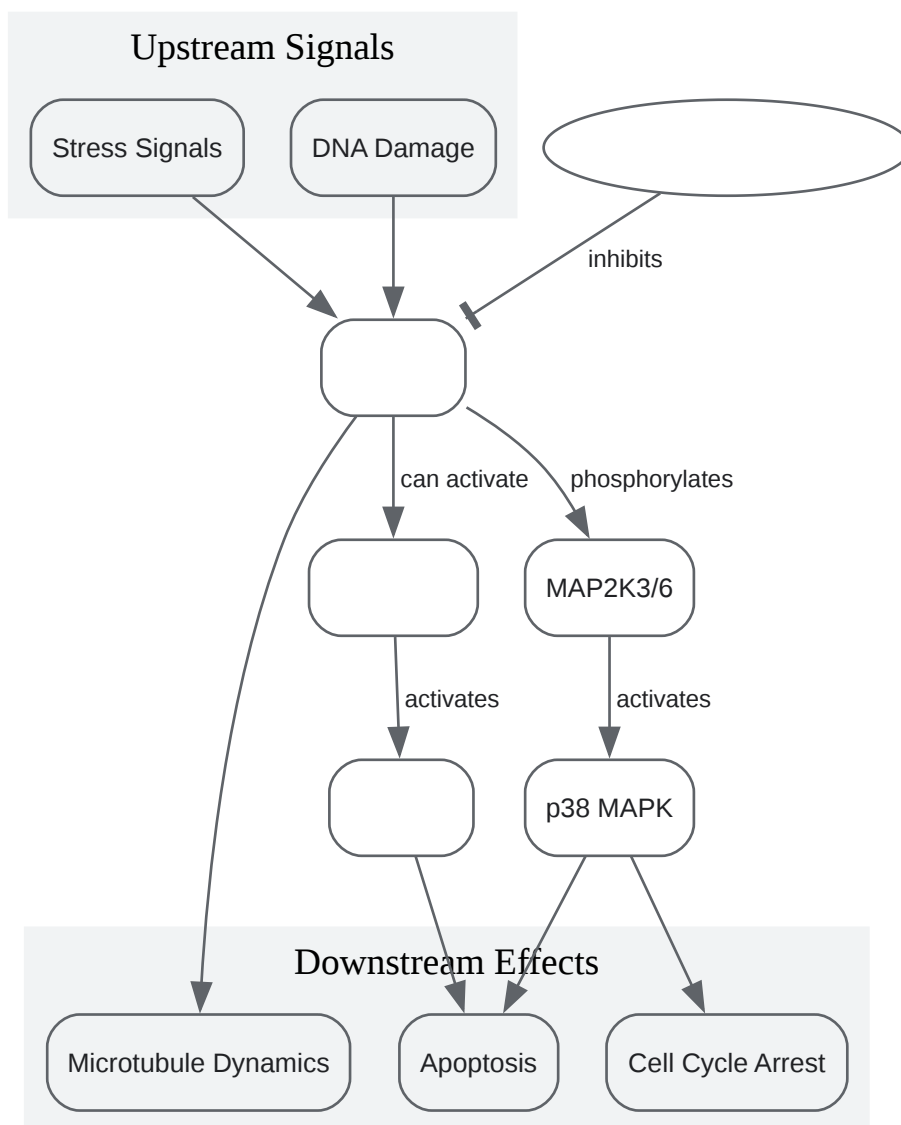 Upstream Signals
Stress Signals
DNA Damage
inhibits
can activate
phosphorylates
MAP2K3/6
activates
activates
p38 MAPK
Downstream Effects
Microtubule Dynamics
Apoptosis
Cell Cycle Arrest